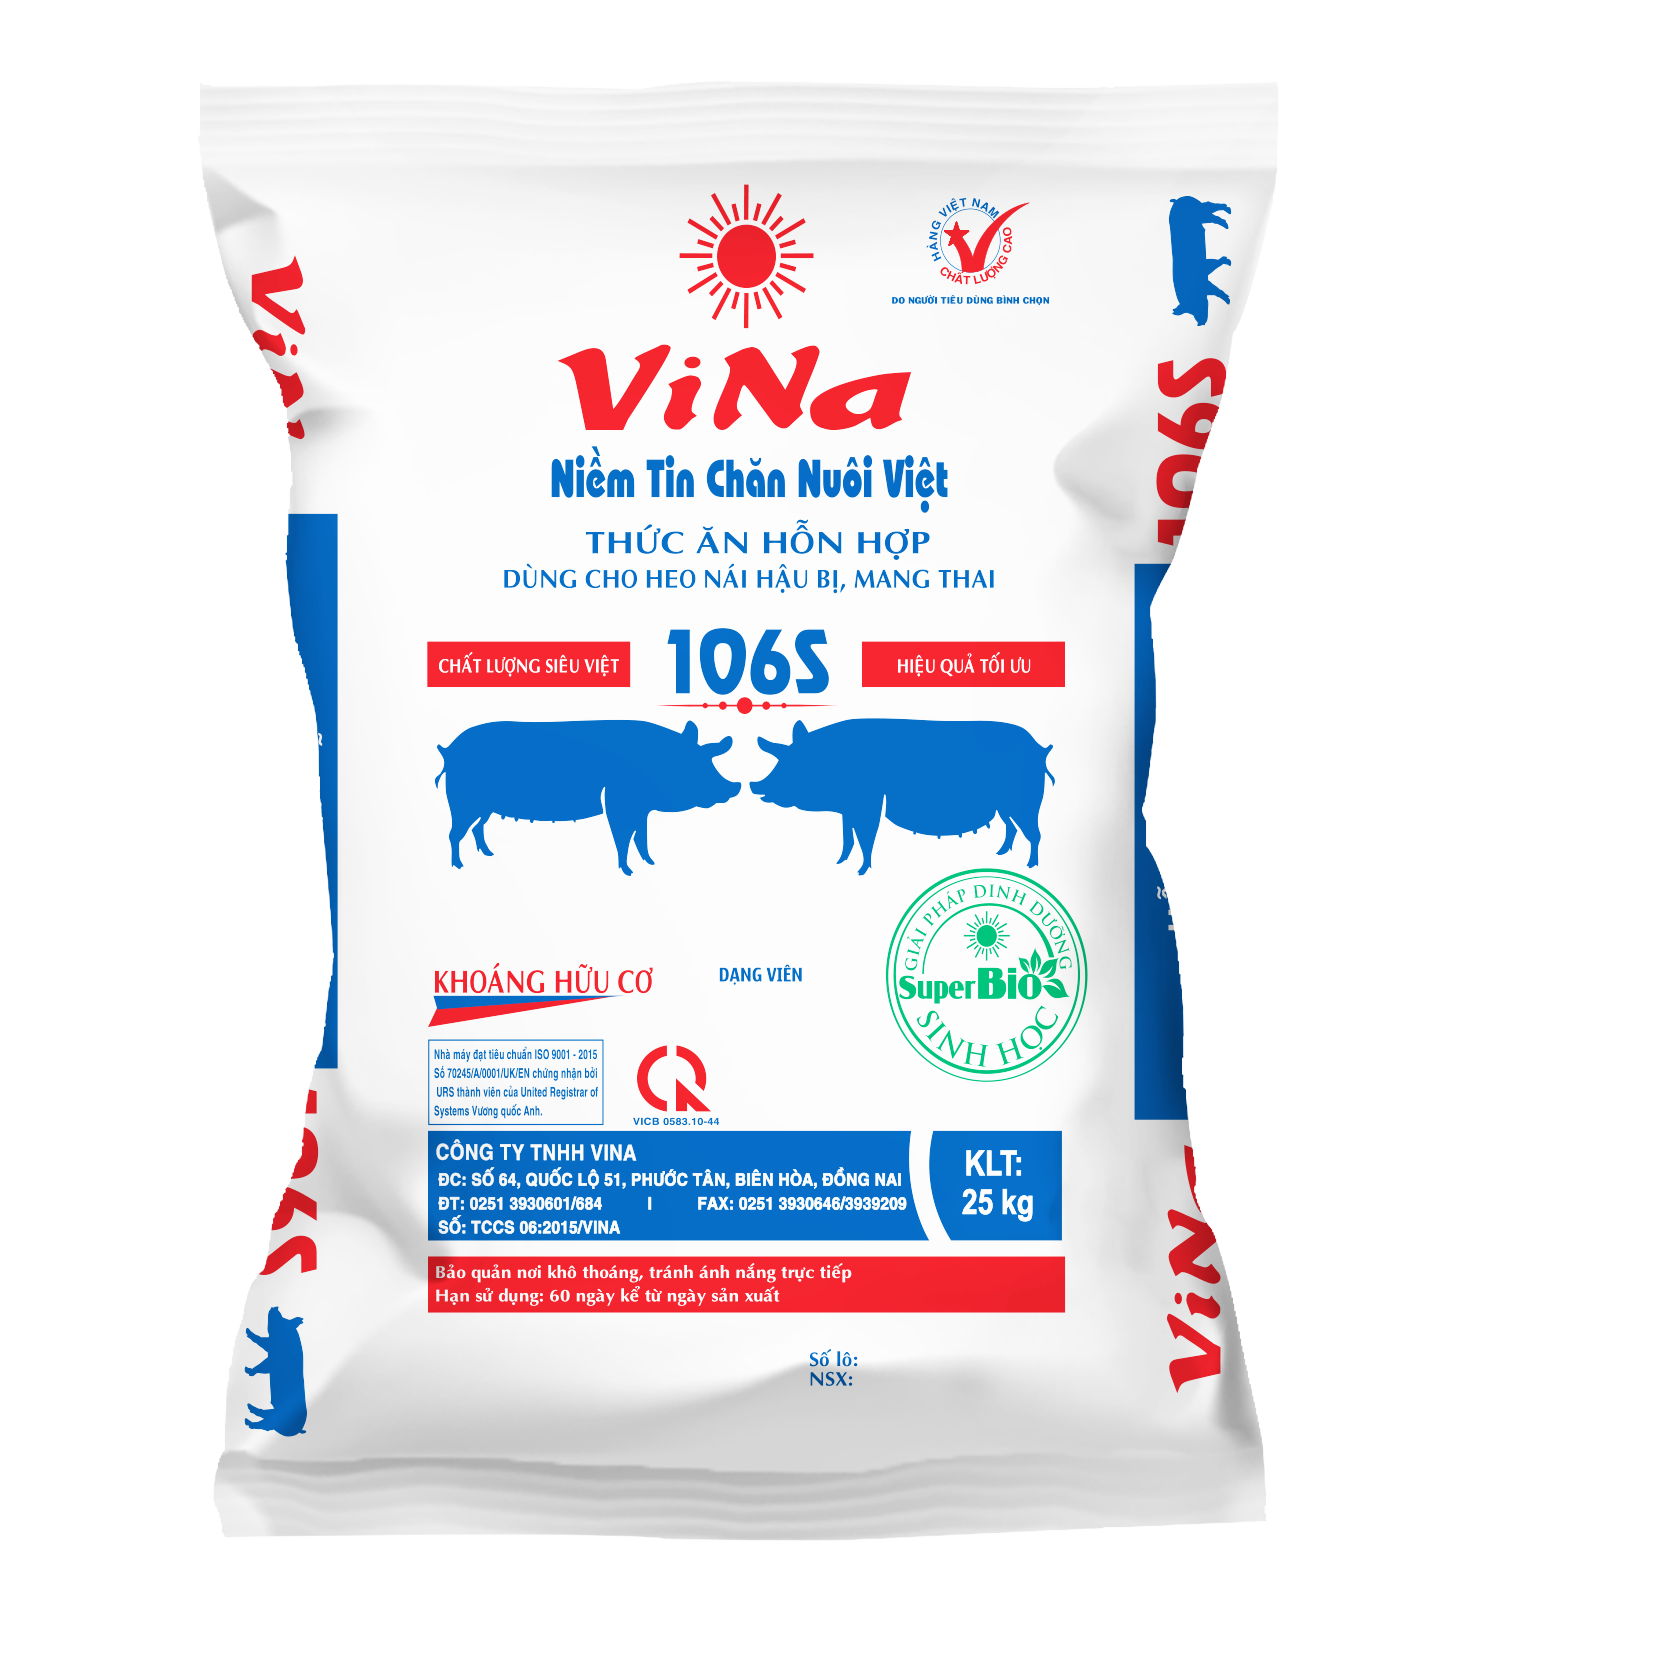 HÀNG VIỆT NAM
CHẤT LƯỢNG CAO
DO NGƯỜI TIÊU DÙNG BÌNH CHỌN
ViNa
Niềm Tin Chăn Nuôi Việt
THỨC ĂN HỖN HỢP
DÙNG CHO HEO NÁI HẬU BỊ, MANG THAI
CHẤT LƯỢNG SIÊU VIỆT
106S
HIỆU QUẢ TỐI ƯU
GIẢI PHÁP DINH DƯỠNG
SuperBio
SINH HỌC
KHOÁNG HỮU CƠ
DẠNG VIÊN
Nhà máy đạt tiêu chuẩn ISO 9001 - 2015
Số 70245/A/0001/UK/EN chứng nhận bởi
URS thành viên của United Registrar of
Systems Vương quốc Anh.
VICB 0583.10-44
CÔNG TY TNHH VINA
ĐC: SỐ 64, QUỐC LỘ 51, PHƯỚC TÂN, BIÊN HÒA, ĐỒNG NAI
ĐT: 0251 3930601/684 I FAX: 0251 3930646/3939209
SỐ: TCCS 06:2015/VINA
KLT:
25 kg
Bảo quản nơi khô thoáng, tránh ánh nắng trực tiếp
Hạn sử dụng: 60 ngày kể từ ngày sản xuất
Số lô:
NSX:
ViN
106S
106S
ViN